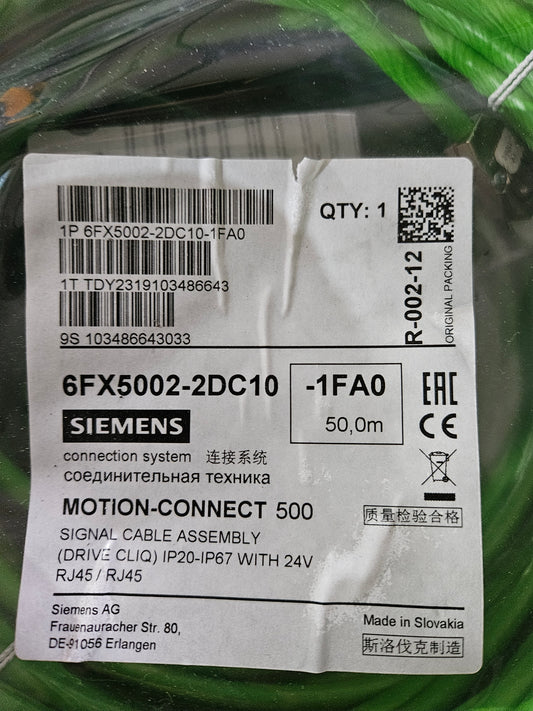 1P 6FX5002-2DC10-1FA0
QTY: 1
1T TDY2319103486643
9S 103486643033
R-002-12
ORIGINAL PACKING
6FX5002-2DC10
-1FA0
50,0m
EAC
CE
SIEMENS
connection system 连接系统
соединительная техника
MOTION-CONNECT 500
质量检验合格
SIGNAL CABLE ASSEMBLY
(DRIVE CLIQ) IP20-IP67 WITH 24V
RJ45 / RJ45
Siemens AG
Frauenauracher Str. 80,
DE-91056 Erlangen
Made in Slovakia
斯洛伐克制造